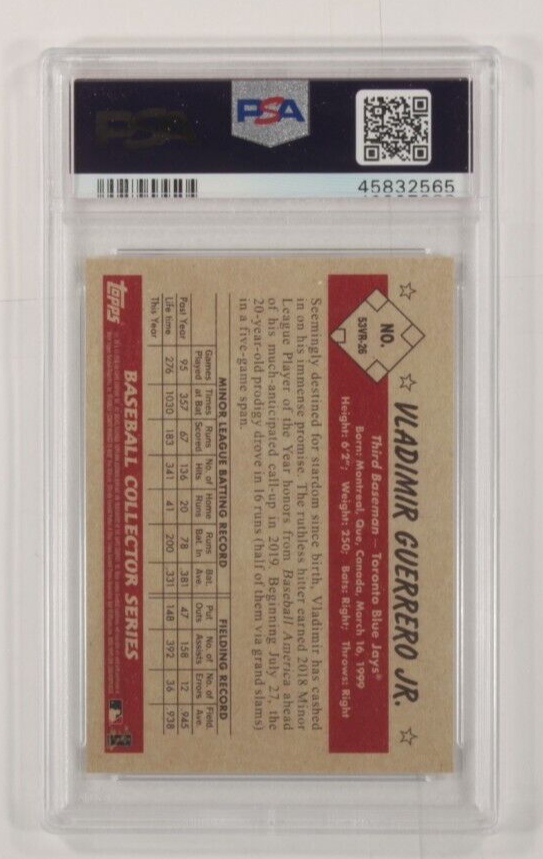 PSA
PSA
45832565
NO.
53VR-26
VLADIMIR GUERRERO JR.
Third Baseman — Toronto Blue Jays®
Born: Montreal, Que, Canada, March 16, 1999
Height: 6'2"; Weight: 250; Bats: Right; Throws: Right
Seemingly destined for stardom since birth, Vladimir has cashed
in on his immense promise. The ruthless hitter earned 2018 Minor
League Player of the Year honors from Baseball America ahead
of his much-anticipated call-up in 2019. Beginning July 27, the
20-year-old prodigy drove in 16 runs (half of them via grand slams)
in a five-game span.
MINOR LEAGUE BATTING RECORD FIELDING RECORD
Games Times Runs No. of Home Runs Bat. Put No. of No. of Field.
Played at Bat Scored Hits Runs Bat. In Ave. Outs Assists Errors Ave.
Past Year 95 357 67 136 20 78 .381 47 158 12 .945
Life time 276 1030 183 341 41 200 .331 148 392 36 .938
This Year
topps
BASEBALL COLLECTOR SERIES